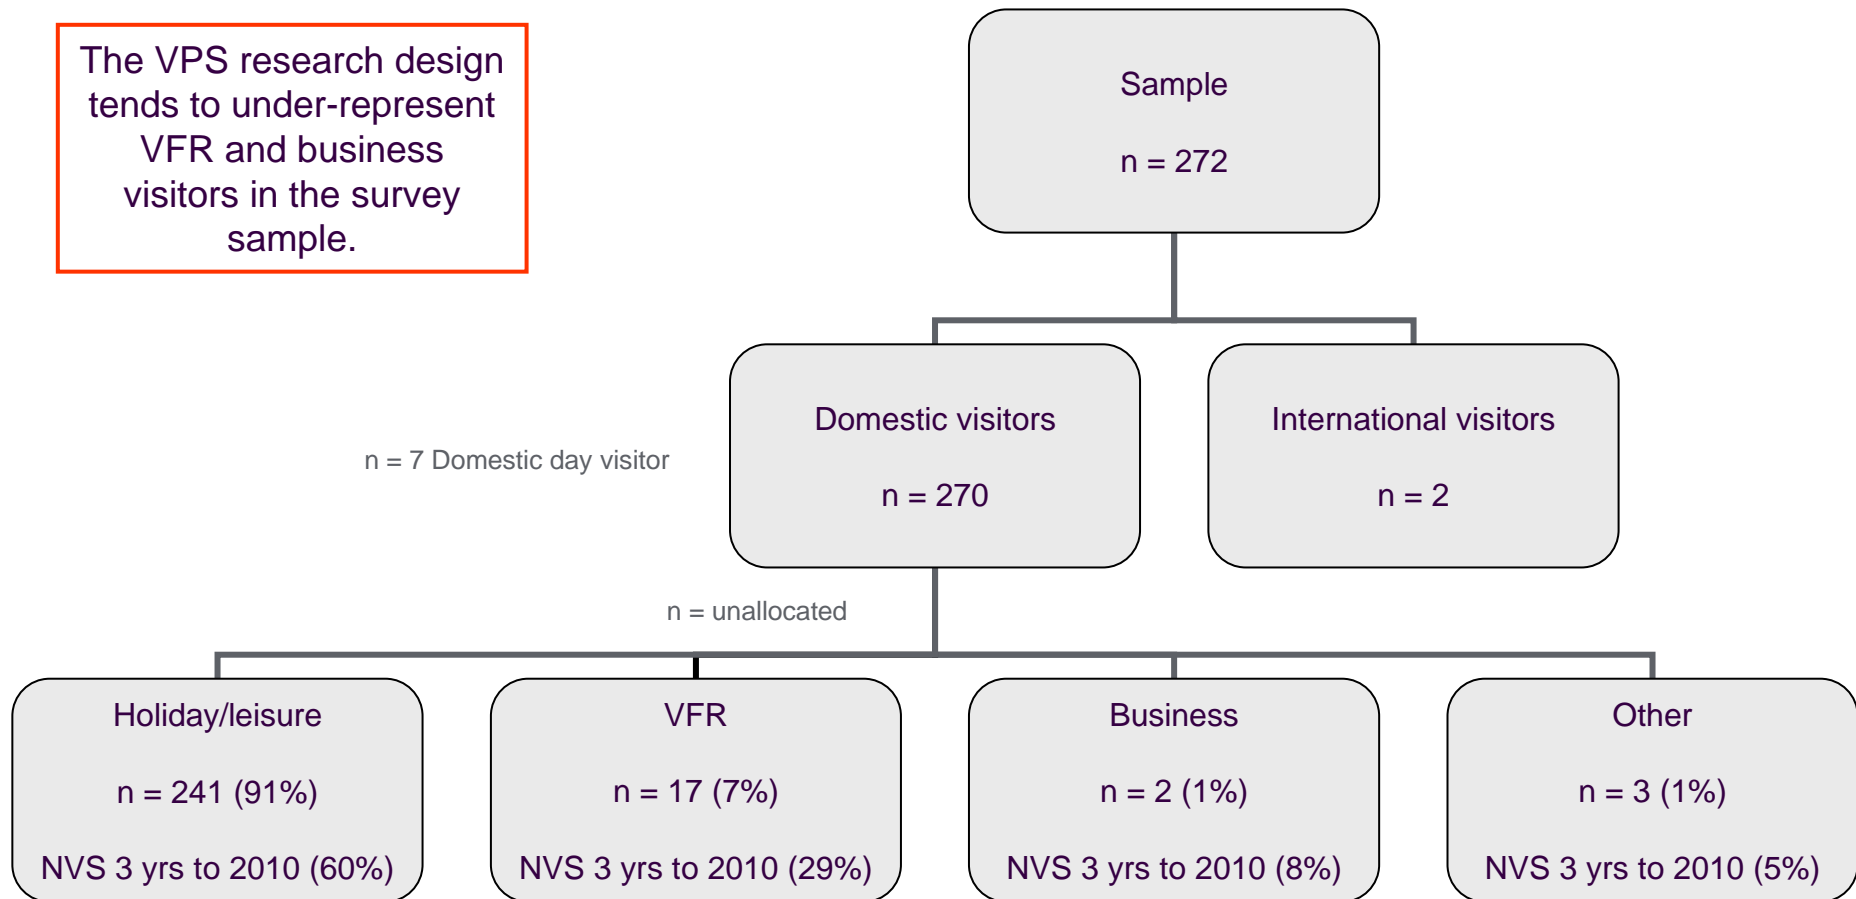 The VPS research design
tends to under-represent
VFR and business
visitors in the survey
sample.
Sample
n = 272
Domestic visitors
n = 270
International visitors
n = 2
n = 7 Domestic day visitor
n = unallocated
Holiday/leisure
n = 241 (91%)
NVS 3 yrs to 2010 (60%)
VFR
n = 17 (7%)
NVS 3 yrs to 2010 (29%)
Business
n = 2 (1%)
NVS 3 yrs to 2010 (8%)
Other
n = 3 (1%)
NVS 3 yrs to 2010 (5%)